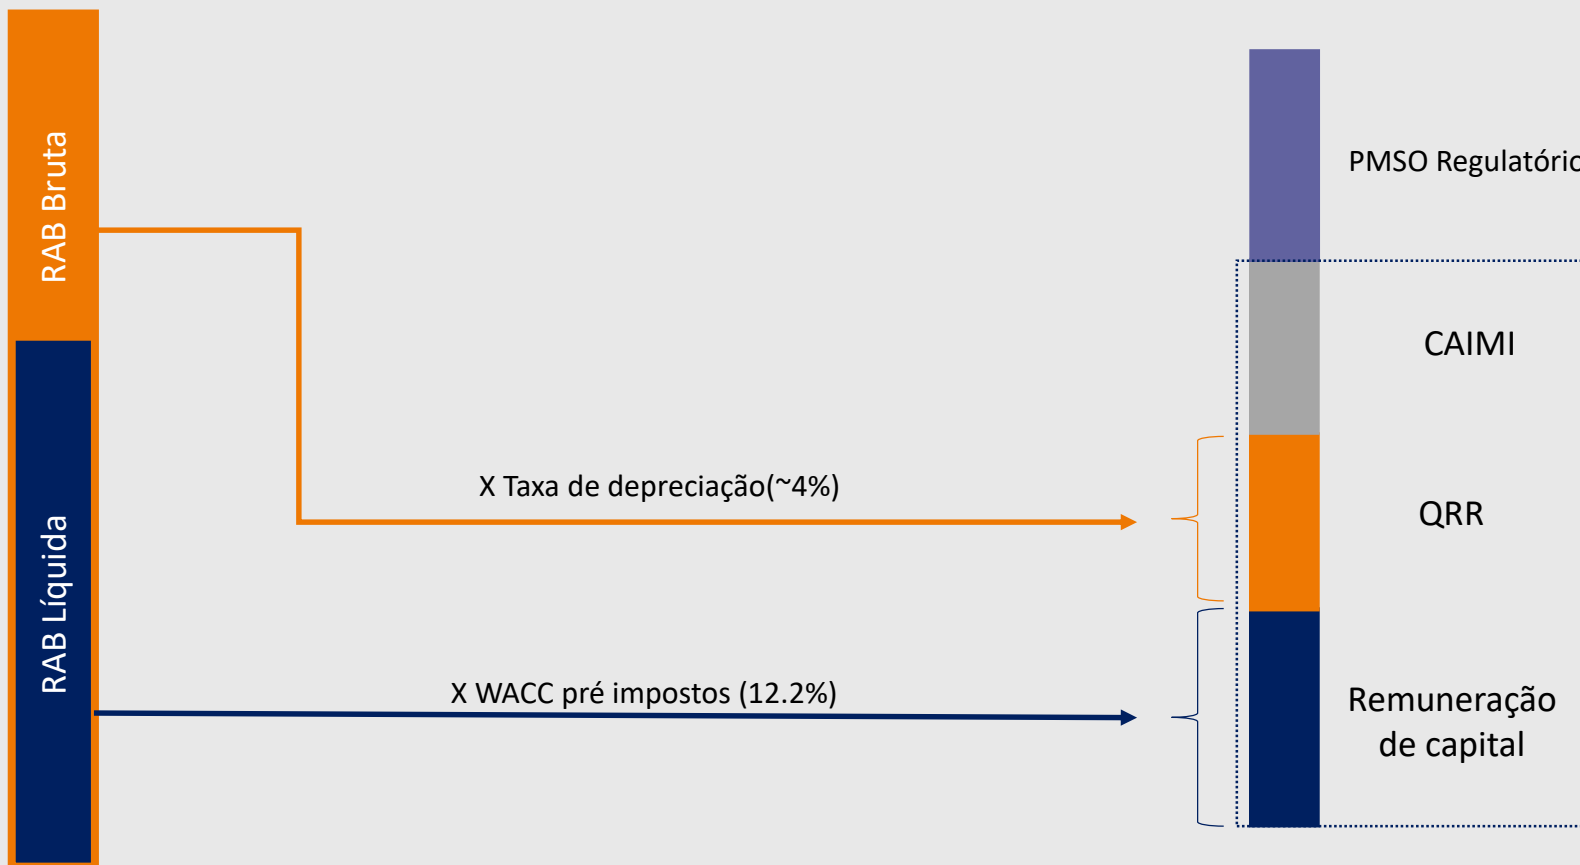 RAB Bruta
RAB Líquida
X Taxa de depreciação(~4%)
X WACC pré impostos (12.2%)
PMSO Regulatório
CAIMI
QRR
Remuneração
de capital